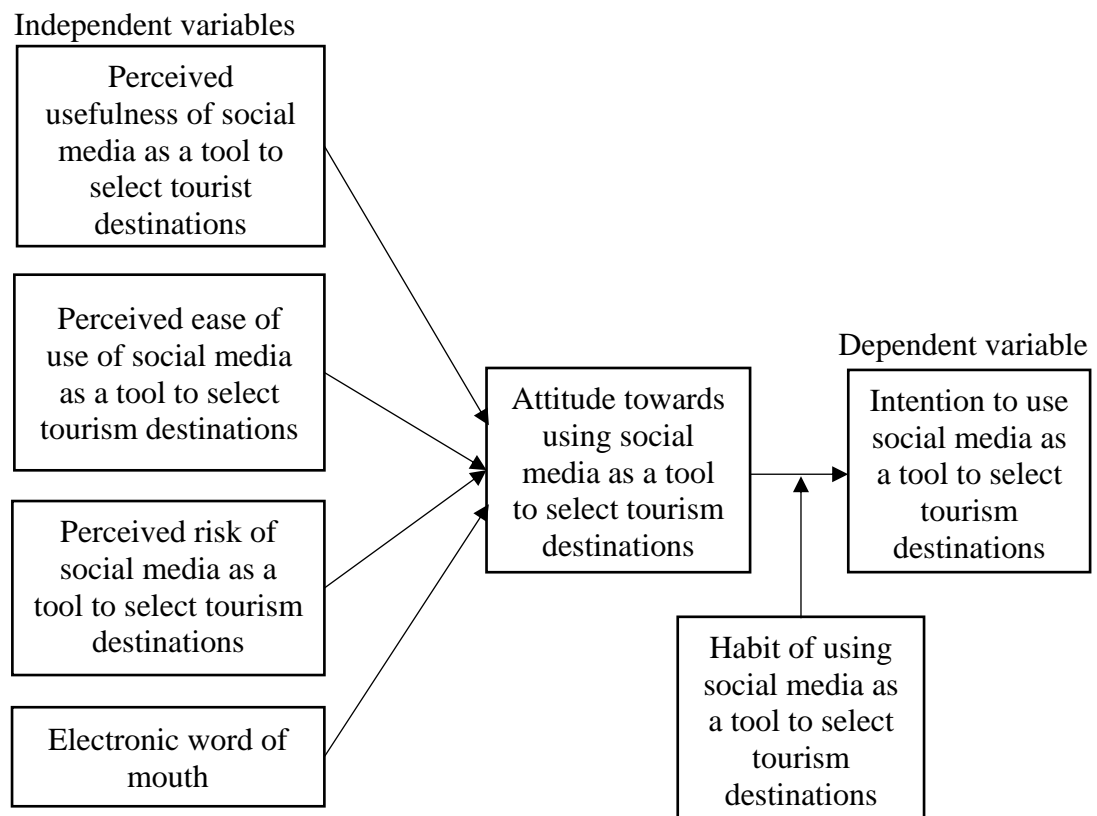 Independent variables
Perceived
usefulness of social
media as a tool to
select tourist
destinations
Perceived ease of
use of social media
as a tool to select
tourism destinations
Perceived risk of
social media as a
tool to select tourism
destinations
Electronic word of
mouth
Attitude towards
using social
media as a tool
to select tourism
destinations
Dependent variable
Intention to use
social media as
a tool to select
tourism
destinations
Habit of using
social media as
a tool to select
tourism
destinations